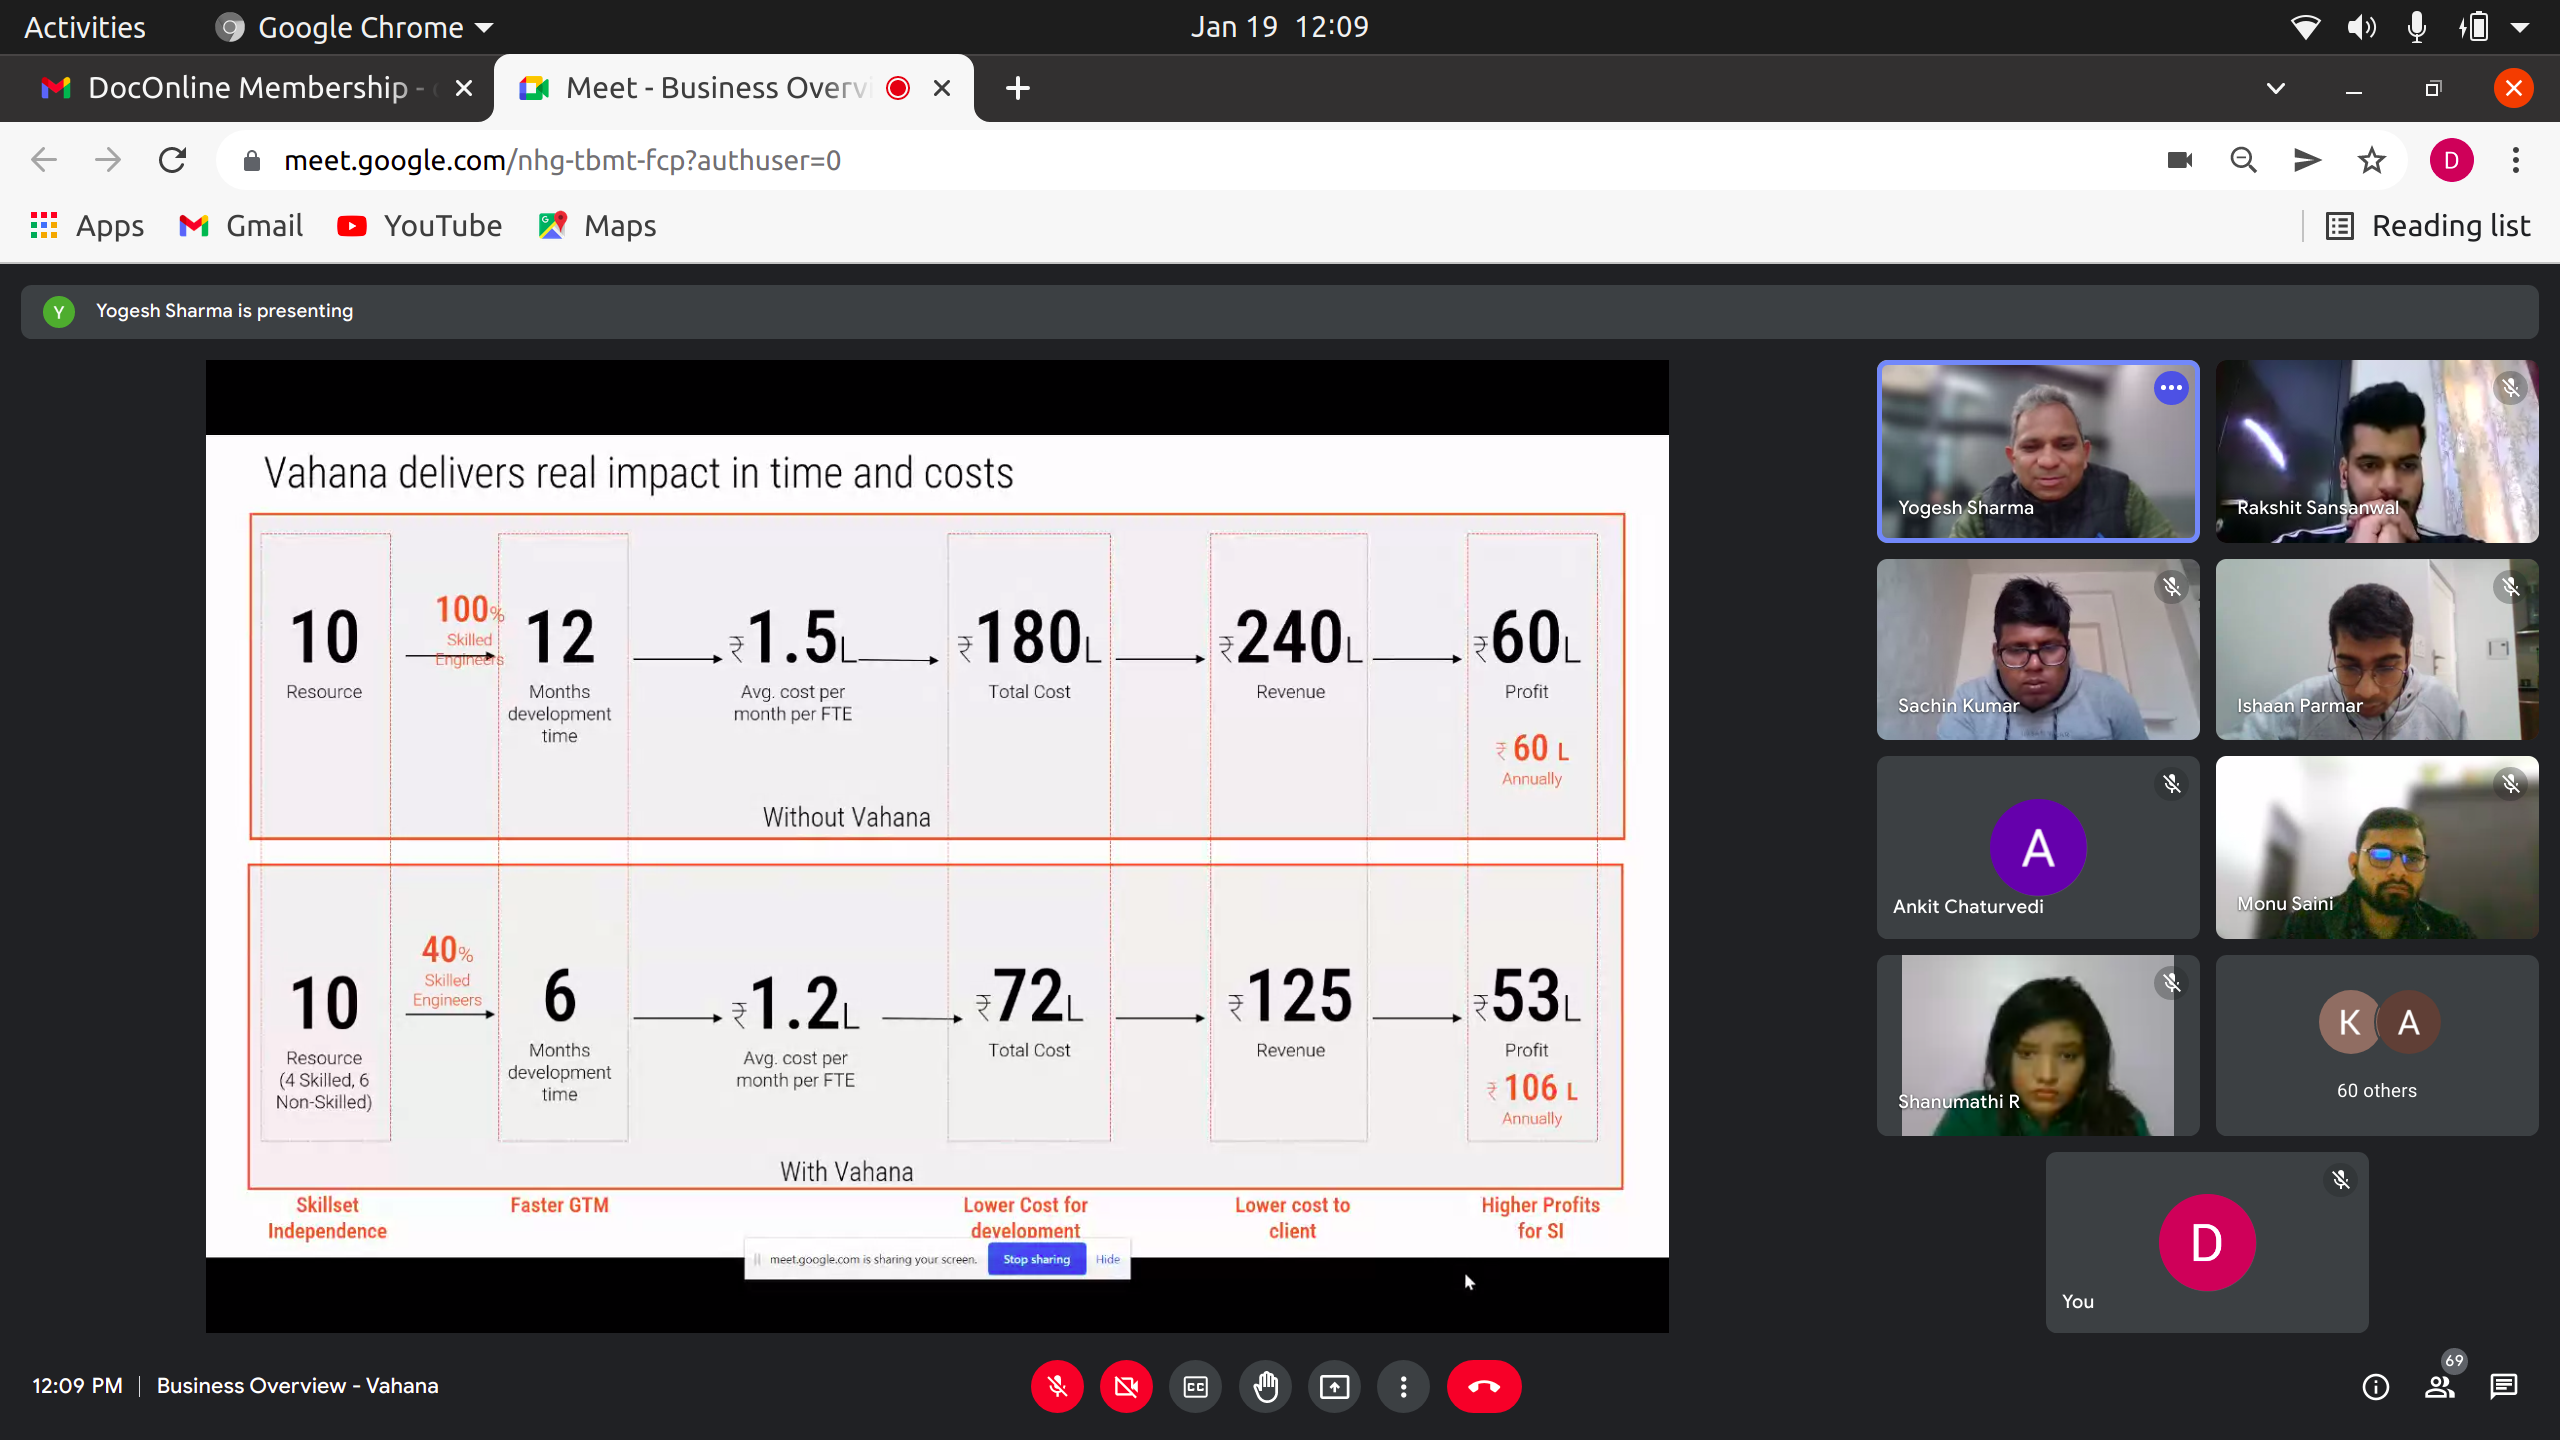 Activities
Google Chrome
Jan 19 12:09
DocOnline Membership -
Meet - Business Overvi
meet.google.com/nhg-tbmt-fcp?authuser=0
D
Apps
Gmail
YouTube
Maps
Reading list
Y
Yogesh Sharma is presenting
Vahana delivers real impact in time and costs
10
Resource
100%
Skilled
Engineers
12
Months
development
time
₹1.5L
Avg. cost per
month per FTE
₹180L
Total Cost
₹240L
Revenue
₹60L
Profit
₹ 60 L
Annually
Without Vahana
10
Resource
(4 Skilled, 6
Non-Skilled)
40%
Skilled
Engineers
6
Months
development
time
₹1.2L
Avg. cost per
month per FTE
₹72L
Total Cost
₹125
Revenue
₹53L
Profit
₹ 106 L
Annually
With Vahana
Skillset
Independence
Faster GTM
Lower Cost for
development
Lower cost to
client
Higher Profits
for SI
meet.google.com is sharing your screen.
Stop sharing
Hide
Yogesh Sharma
Rakshit Sansanwal
Sachin Kumar
Ishaan Parmar
A
Ankit Chaturvedi
Monu Saini
Shanumathi R
K
A
60 others
D
You
12:09 PM
Business Overview - Vahana
CC
69